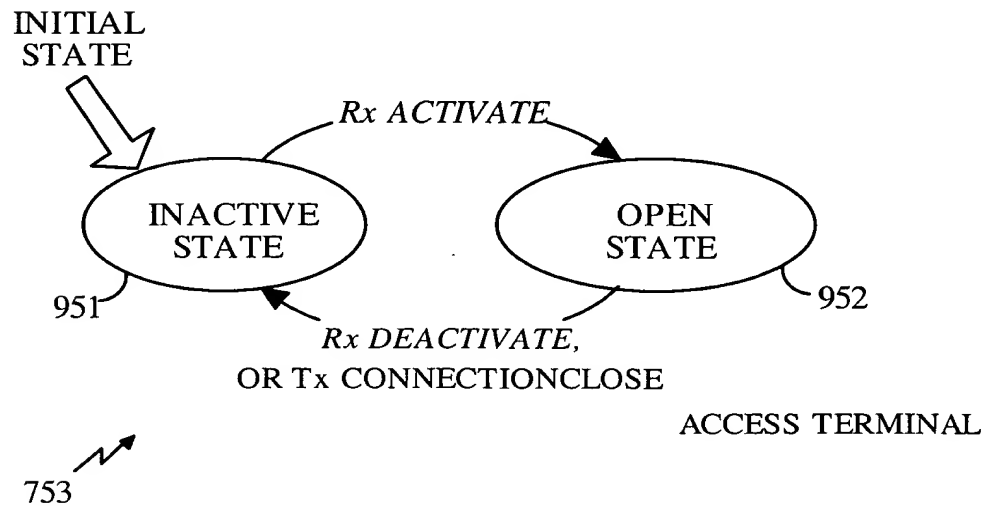 INITIAL
STATE
Rx ACTIVATE
INACTIVE
STATE
OPEN
STATE
951
952
Rx DEACTIVATE,
OR Tx CONNECTIONCLOSE
ACCESS TERMINAL
753